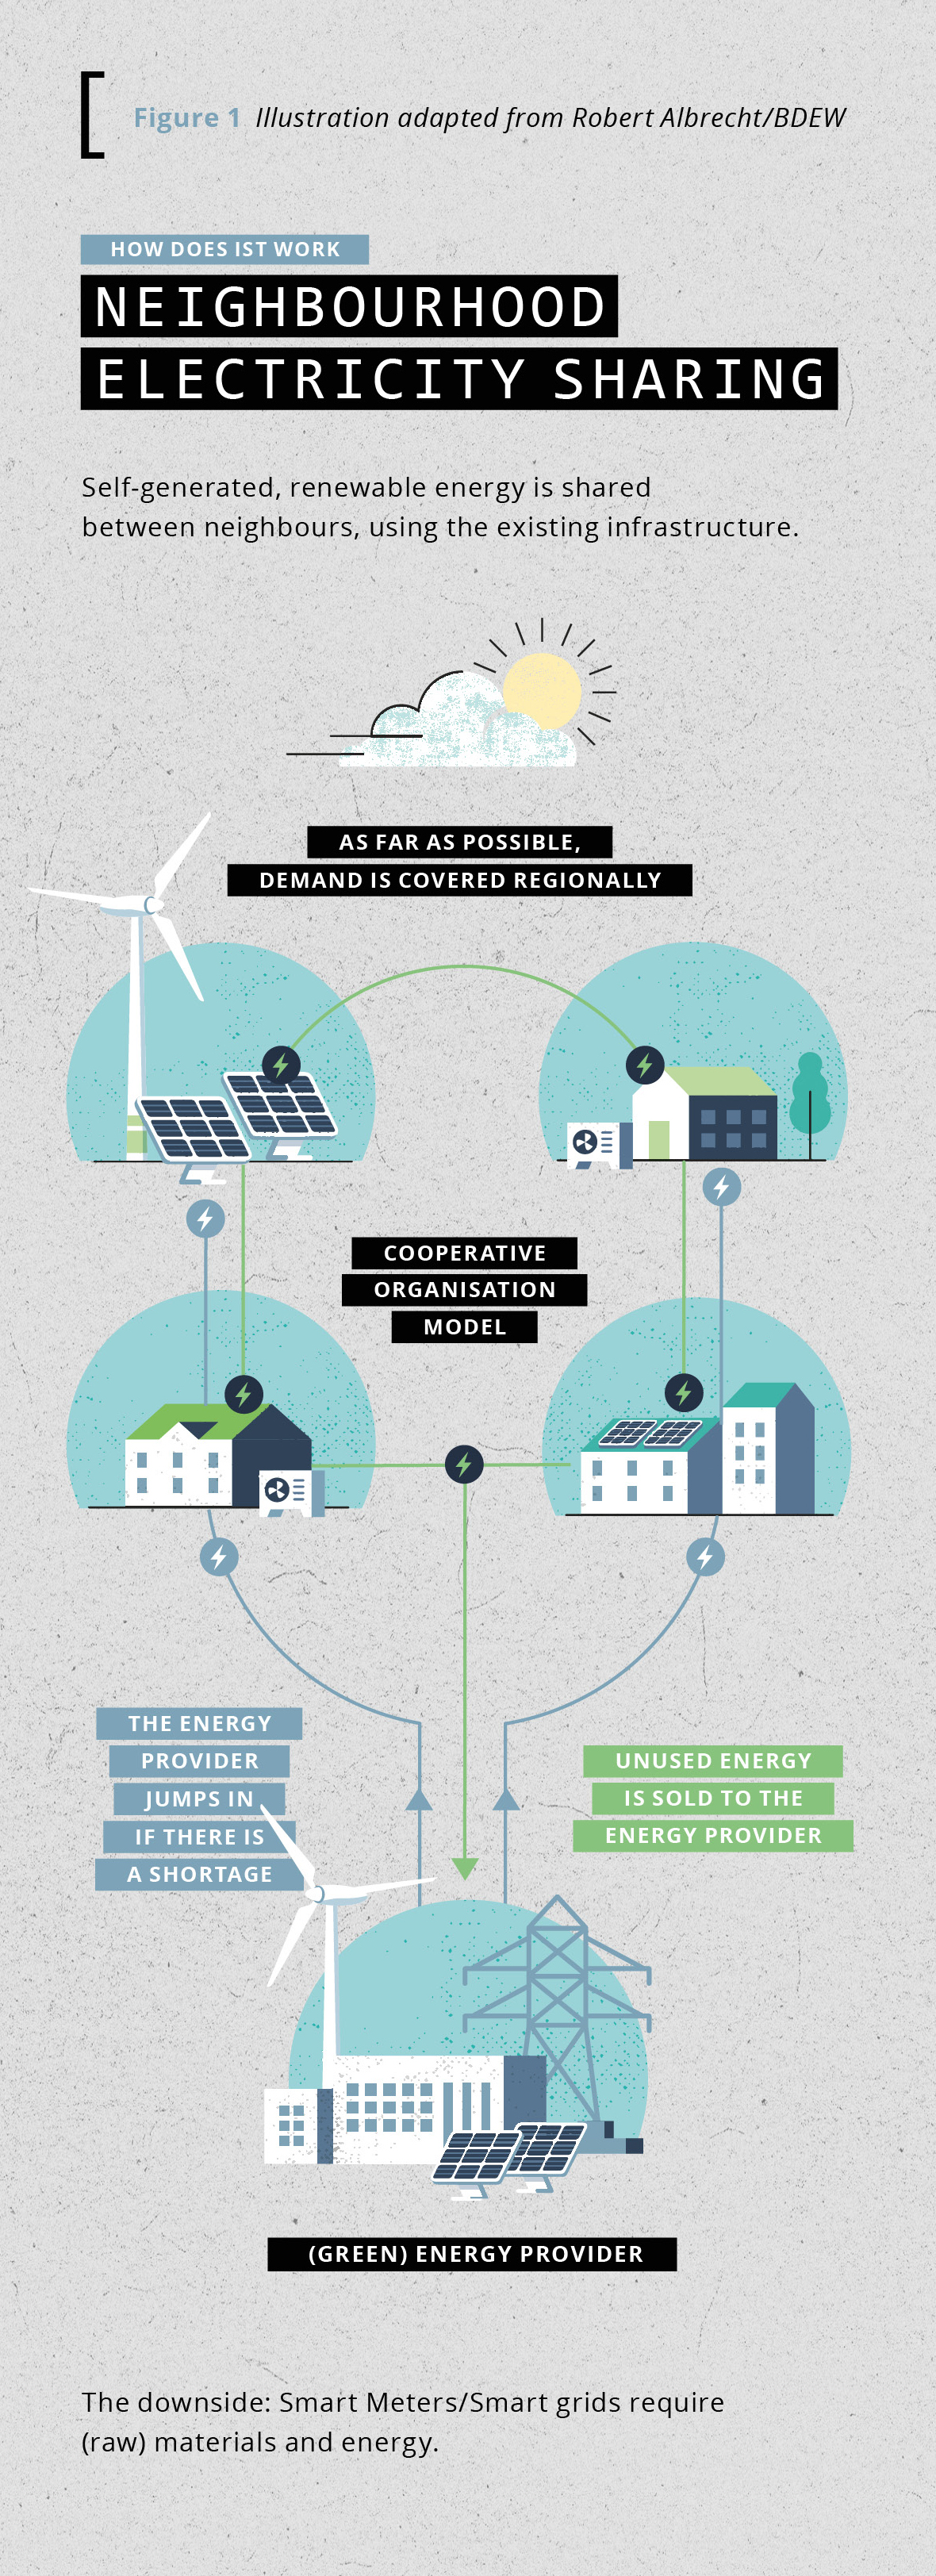 Figure 1 Illustration adapted from Robert Albrecht/BDEW
HOW DOES IST WORK
NEIGHBOURHOOD
ELECTRICITY SHARING
Self-generated, renewable energy is shared
between neighbours, using the existing infrastructure.
AS FAR AS POSSIBLE,
DEMAND IS COVERED REGIONALLY
COOPERATIVE
ORGANISATION
MODEL
THE ENERGY
PROVIDER
JUMPS IN
IF THERE IS
A SHORTAGE
UNUSED ENERGY
IS SOLD TO THE
ENERGY PROVIDER
(GREEN) ENERGY PROVIDER
The downside: Smart Meters/Smart grids require
(raw) materials and energy.